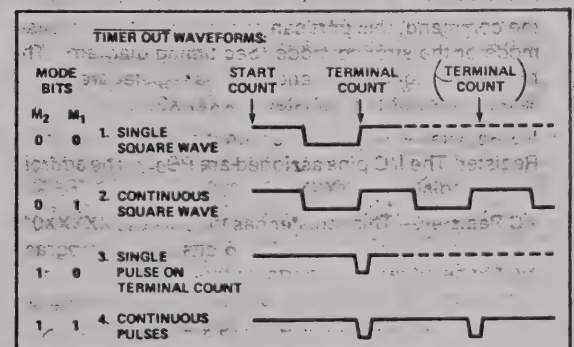 TIMER OUT WAVEFORMS:
MODE BITS
START COUNT
TERMINAL COUNT
(TERMINAL COUNT)
M2 M1
0 0 1. SINGLE SQUARE WAVE
0 1 2. CONTINUOUS SQUARE WAVE
1 0 3. SINGLE PULSE ON TERMINAL COUNT
1 1 4. CONTINUOUS PULSES